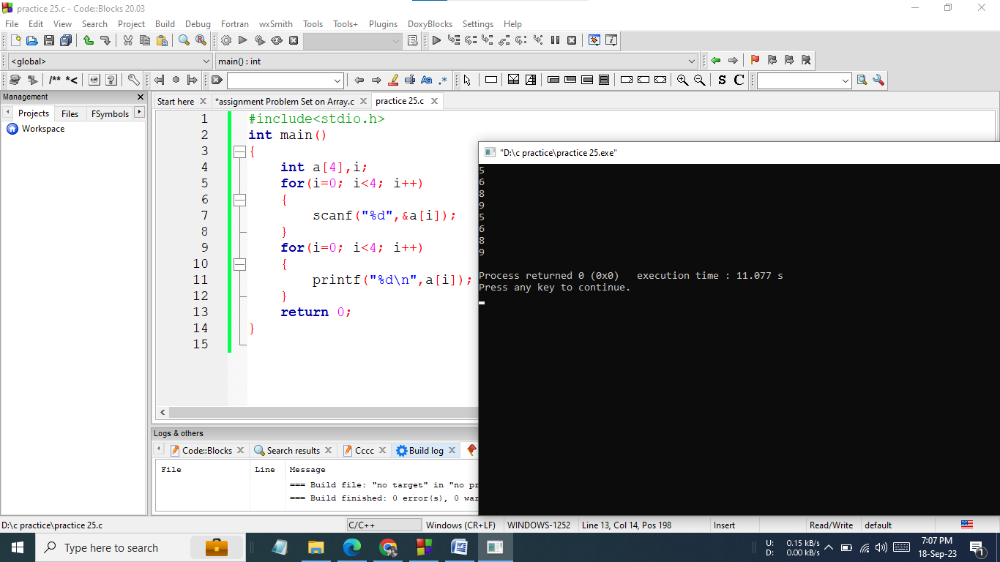 practice 25.c - Code::Blocks 20.03
File Edit View Search Project Build Debug Fortran wxSmith Tools Tools+ Plugins DoxyBlocks Settings Help
<global> main() : int
/** *< Aa .* S C
Management
Projects Files FSymbols
Workspace
Start here *assignment Problem Set on Array.c practice 25.c
1 #include<stdio.h>
2 int main()
3 {
4 int a[4],i;
5 for(i=0; i<4; i++)
6 {
7 scanf("%d",&a[i]);
8 }
9 for(i=0; i<4; i++)
10 {
11 printf("%d\n",a[i]);
12 }
13 return 0;
14 }
15
"D:\c practice\practice 25.exe"
5
6
8
9
5
6
8
9
Process returned 0 (0x0) execution time : 11.077 s
Press any key to continue.
Logs & others
Code::Blocks Search results Cccc Build log
File Line Message
=== Build file: "no target" in "no pr
=== Build finished: 0 error(s), 0 war
D:\c practice\practice 25.c C/C++ Windows (CR+LF) WINDOWS-1252 Line 13, Col 14, Pos 198 Insert Read/Write default
Type here to search
U: 0.15 kB/s
D: 0.00 kB/s
7:07 PM
18-Sep-23
1